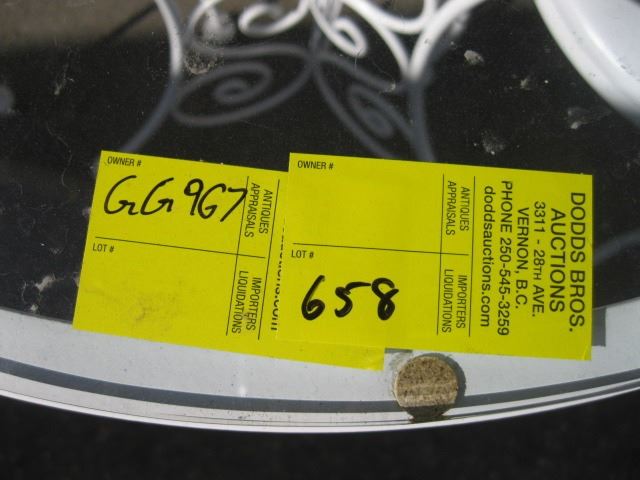 OWNER #
GG967
LOT #
ANTIQUES
APPRAISALS
IMPORTERS
LIQUIDATIONS
OWNER #
LOT #
658
ANTIQUES
APPRAISALS
IMPORTERS
LIQUIDATIONS
DODDS BROS.
AUCTIONS
3311 - 28TH AVE.
VERNON, B.C.
PHONE 250-545-3259
doddsauctions.com